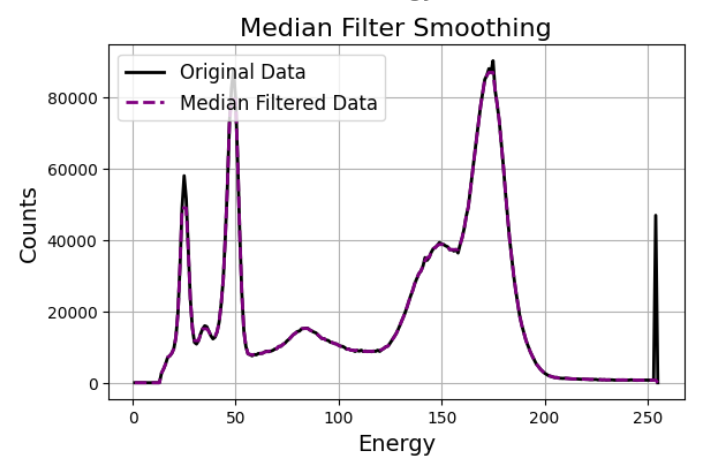 Median Filter Smoothing
Original Data
Median Filtered Data
80000
60000
40000
20000
0
Counts
0 50 100 150 200 250
Energy